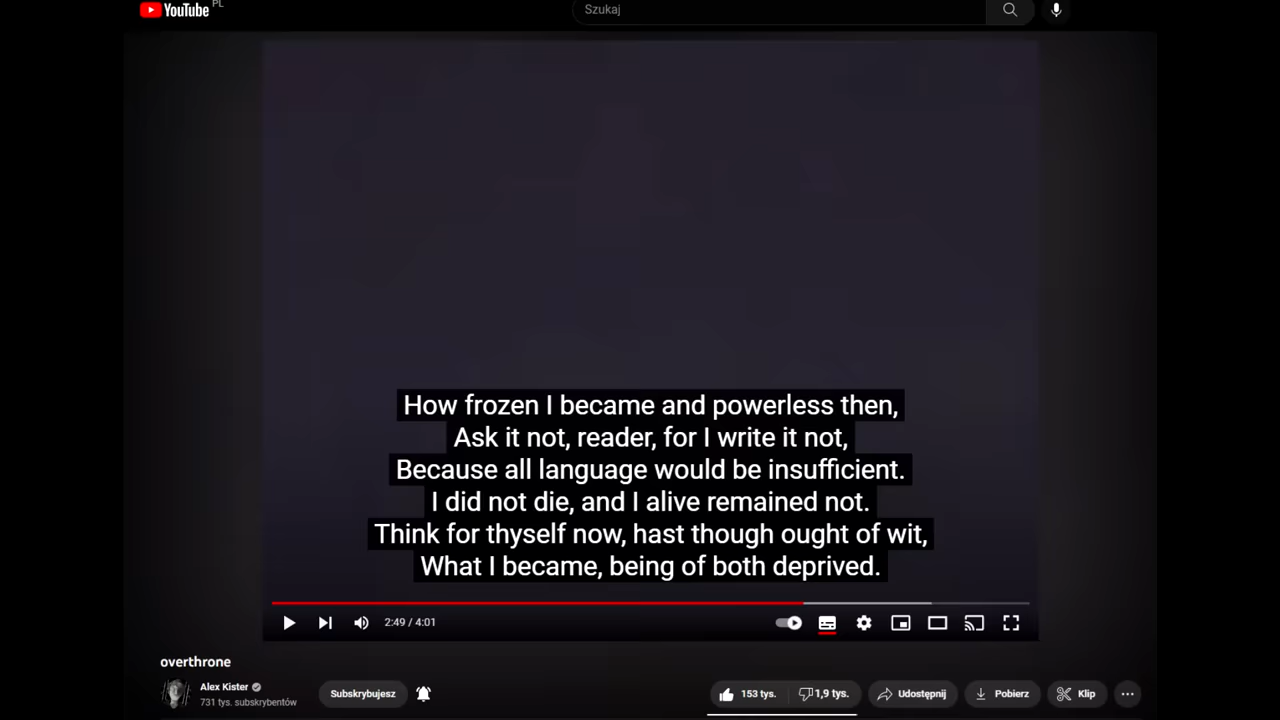 YouTube PL
Szukaj
How frozen I became and powerless then,
Ask it not, reader, for I write it not,
Because all language would be insufficient.
I did not die, and I alive remained not.
Think for thyself now, hast though ought of wit,
What I became, being of both deprived.
2:49 / 4:01
overthrone
Alex Kister
731 tys. subskrybentów
Subskrybujesz
153 tys.
1,9 tys.
Udostępnij
Pobierz
Klip